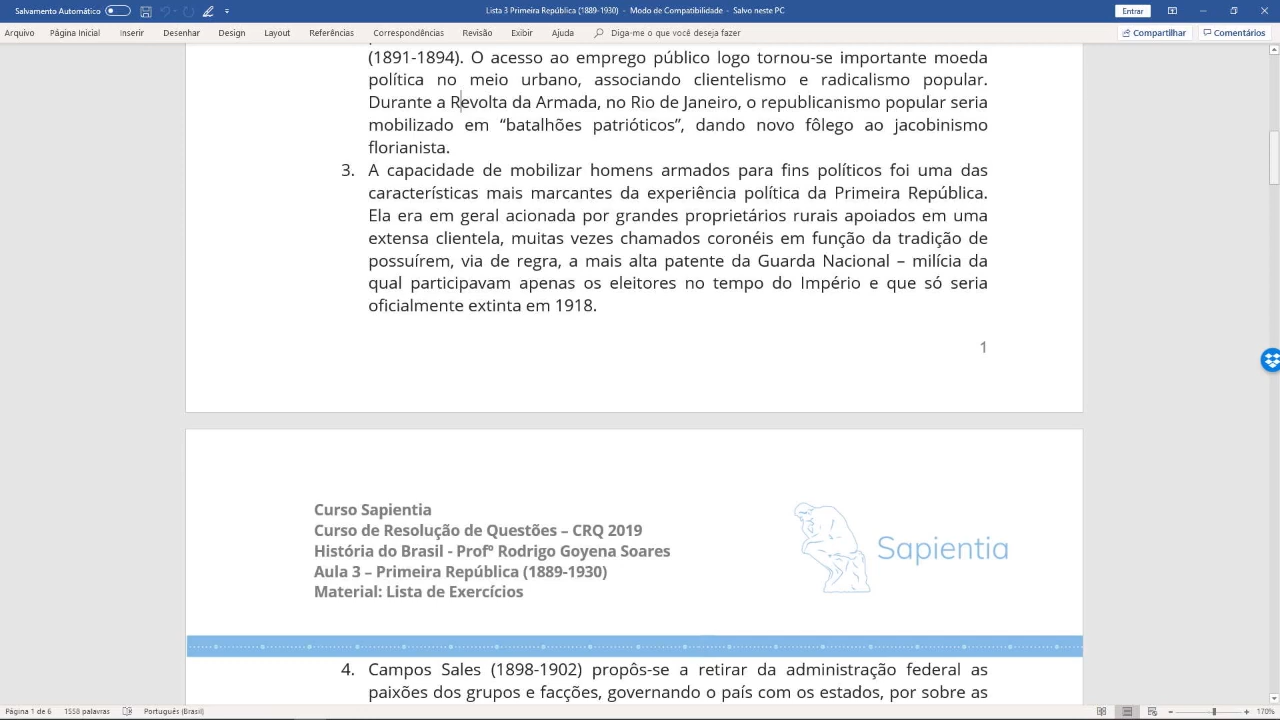 Salvamento Automático
Lista 3 Primeira República (1889-1930) - Modo de Compatibilidade - Salvo neste PC
Entrar
Arquivo Página Inicial Inserir Desenhar Design Layout Referências Correspondências Revisão Exibir Ajuda Diga-me o que você deseja fazer Compartilhar Comentários
(1891-1894). O acesso ao emprego público logo tornou-se importante moeda
política no meio urbano, associando clientelismo e radicalismo popular.
Durante a Revolta da Armada, no Rio de Janeiro, o republicanismo popular seria
mobilizado em “batalhões patrióticos”, dando novo fôlego ao jacobinismo
florianista.
3. A capacidade de mobilizar homens armados para fins políticos foi uma das
características mais marcantes da experiência política da Primeira República.
Ela era em geral acionada por grandes proprietários rurais apoiados em uma
extensa clientela, muitas vezes chamados coronéis em função da tradição de
possuírem, via de regra, a mais alta patente da Guarda Nacional – milícia da
qual participavam apenas os eleitores no tempo do Império e que só seria
oficialmente extinta em 1918.
1
Curso Sapientia
Curso de Resolução de Questões – CRQ 2019
História do Brasil - Profº Rodrigo Goyena Soares
Aula 3 – Primeira República (1889-1930)
Material: Lista de Exercícios
Sapientia
4. Campos Sales (1898-1902) propôs-se a retirar da administração federal as
paixões dos grupos e facções, governando o país com os estados, por sobre as
Página 1 de 6 1558 palavras Português (Brasil) 170%